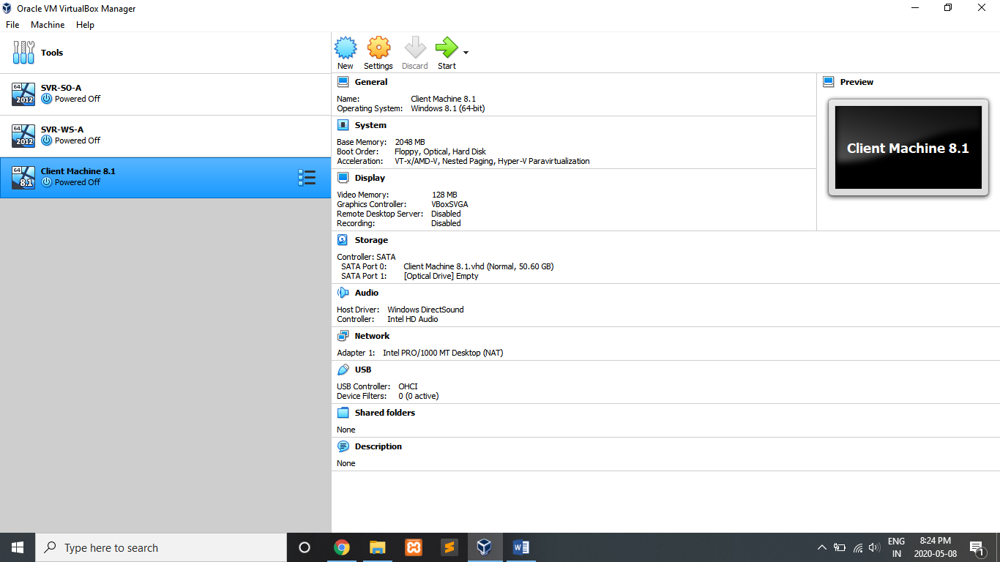 Oracle VM VirtualBox Manager
File Machine Help
Tools
64 2012 SVR-SO-A
Powered Off
64 2012 SVR-WS-A
Powered Off
64 8.1 Client Machine 8.1
Powered Off
New Settings Discard Start
General
Name: Client Machine 8.1
Operating System: Windows 8.1 (64-bit)
System
Base Memory: 2048 MB
Boot Order: Floppy, Optical, Hard Disk
Acceleration: VT-x/AMD-V, Nested Paging, Hyper-V Paravirtualization
Display
Video Memory: 128 MB
Graphics Controller: VBoxSVGA
Remote Desktop Server: Disabled
Recording: Disabled
Preview
Client Machine 8.1
Storage
Controller: SATA
SATA Port 0: Client Machine 8.1.vhd (Normal, 50.60 GB)
SATA Port 1: [Optical Drive] Empty
Audio
Host Driver: Windows DirectSound
Controller: Intel HD Audio
Network
Adapter 1: Intel PRO/1000 MT Desktop (NAT)
USB
USB Controller: OHCI
Device Filters: 0 (0 active)
Shared folders
None
Description
None
Type here to search
ENG
IN
8:24 PM
2020-05-08
1